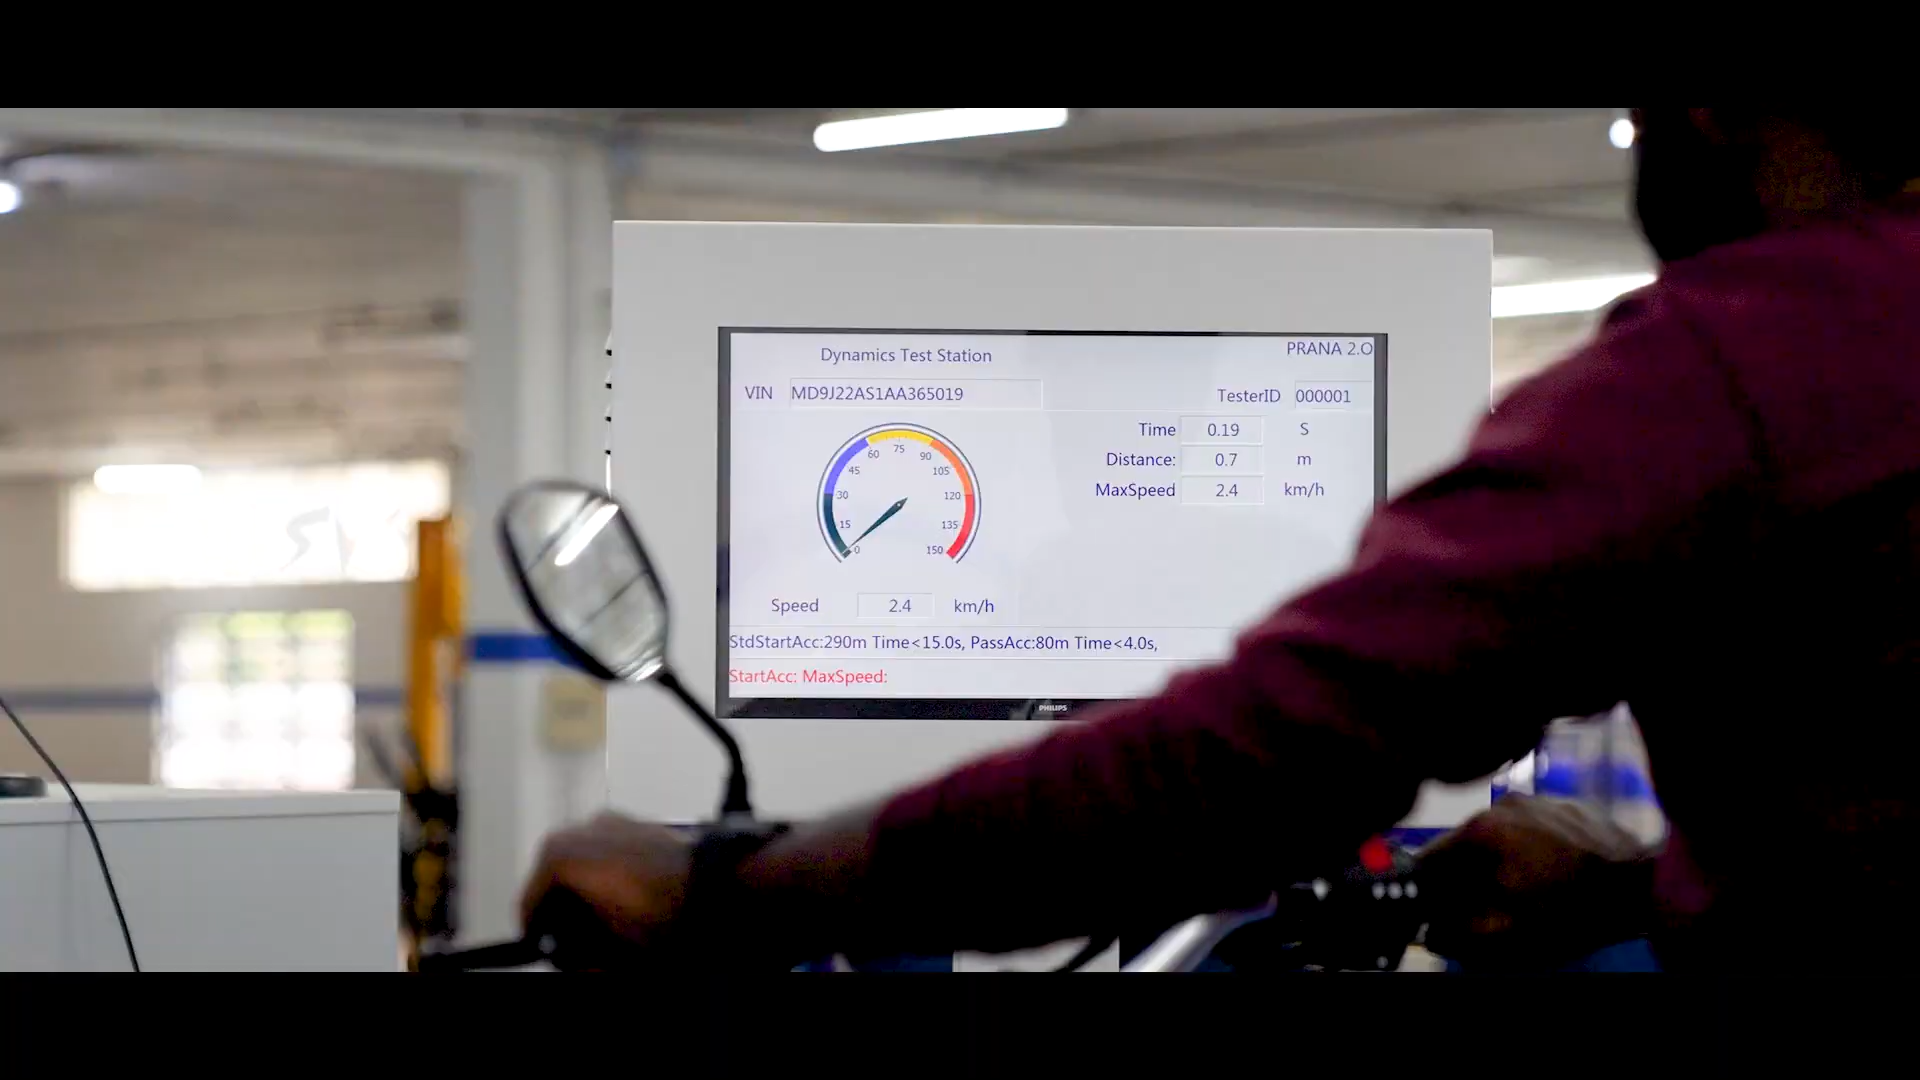 Dynamics Test Station
PRANA 2.O
VIN MD9J22AS1AA365019
TesterID 000001
Time 0.19 S
Distance: 0.7 m
MaxSpeed 2.4 km/h
0 15 30 45 60 75 90 105 120 135 150
Speed 2.4 km/h
StdStartAcc:290m Time<15.0s, PassAcc:80m Time<4.0s,
StartAcc: MaxSpeed:
PHILIPS